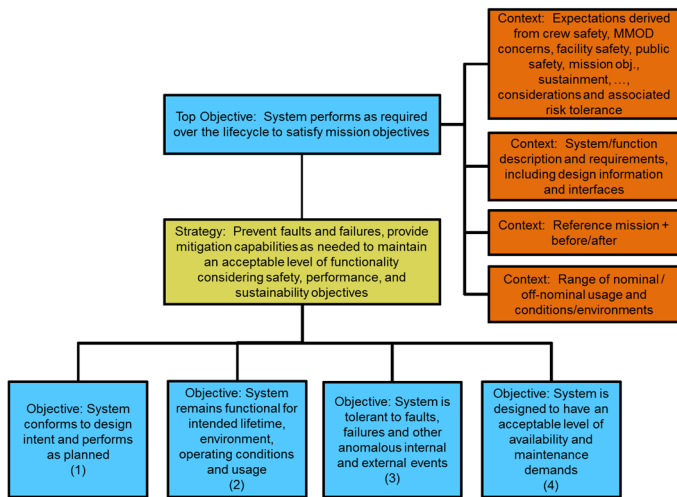 Context: Expectations derived
from crew safety, MMOD
concerns, facility safety, public
safety, mission obj.,
sustainment, …,
considerations and associated
risk tolerance
Top Objective: System performs as required
over the lifecycle to satisfy mission objectives
Context: System/function
description and requirements,
including design information
and interfaces
Strategy: Prevent faults and failures, provide
mitigation capabilities as needed to maintain
an acceptable level of functionality
considering safety, performance, and
sustainability objectives
Context: Reference mission +
before/after
Context: Range of nominal /
off-nominal usage and
conditions/environments
Objective: System
conforms to design
intent and performs
as planned
(1)
Objective: System
remains functional for
intended lifetime,
environment,
operating conditions
and usage
(2)
Objective: System is
tolerant to faults,
failures and other
anomalous internal
and external events
(3)
Objective: System is
designed to have an
acceptable level of
availability and
maintenance
demands
(4)